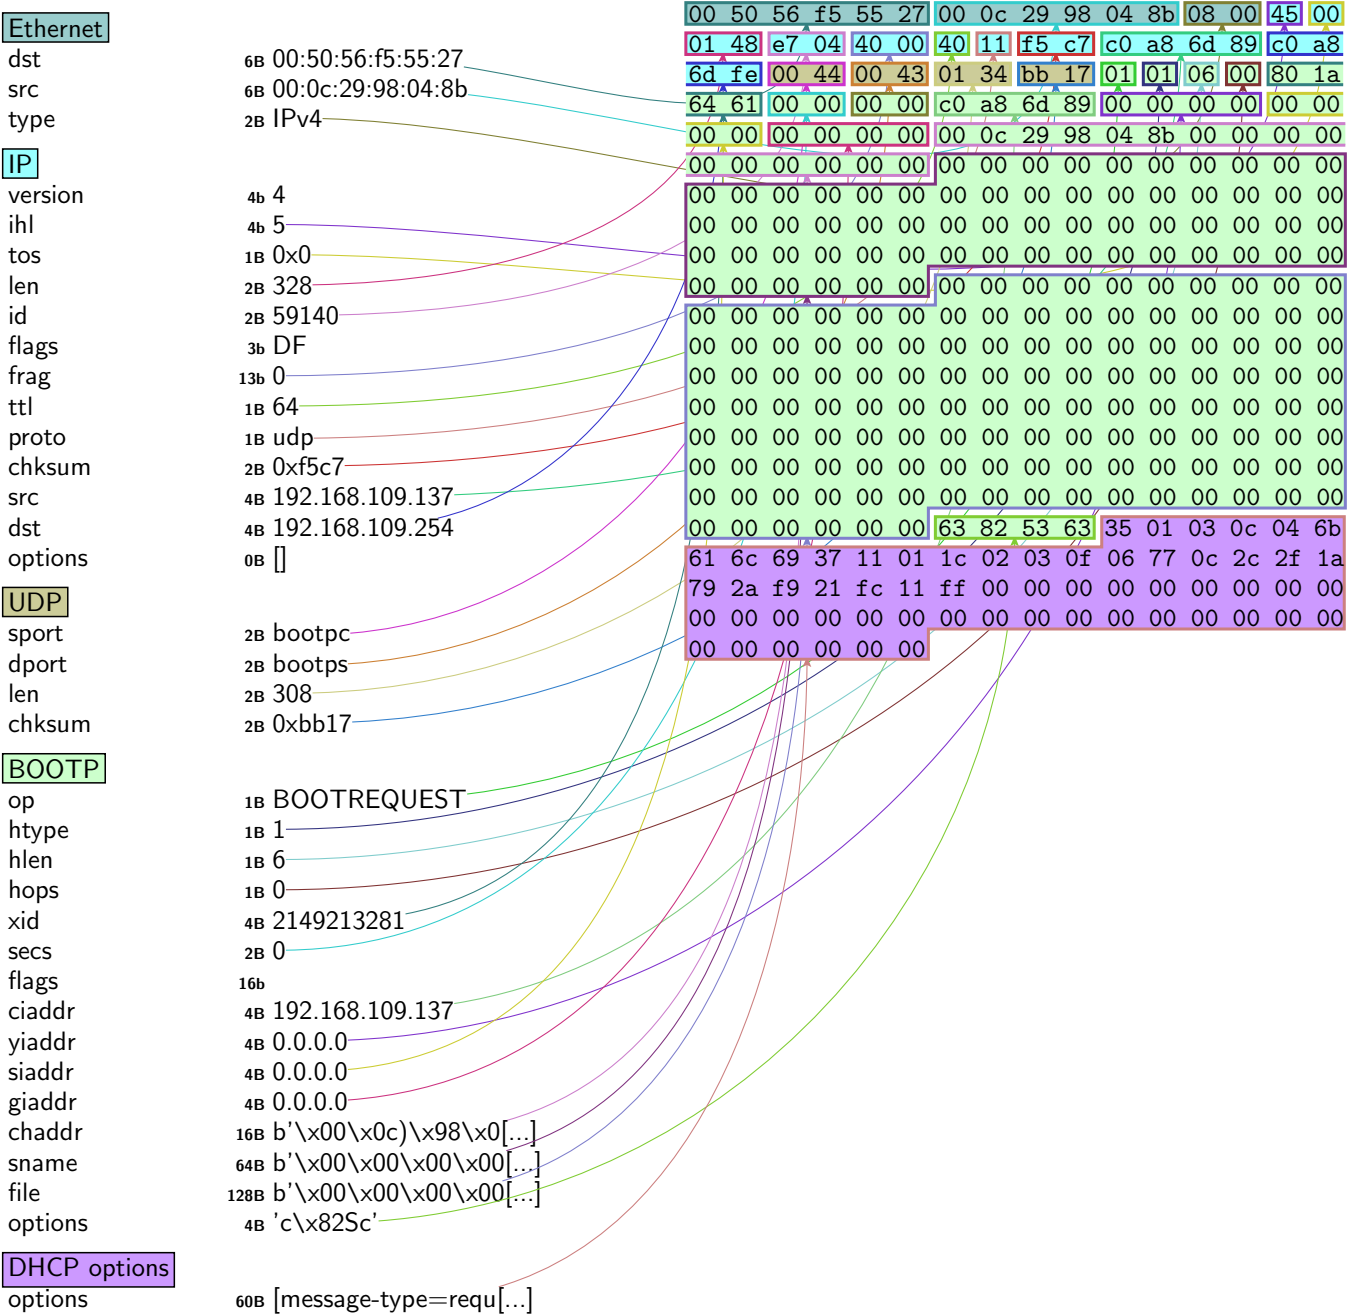 Ethernet
dst 6B 00:50:56:f5:55:27
src 6B 00:0c:29:98:04:8b
type 2B IPv4
IP
version 4b 4
ihl 4b 5
tos 1B 0x0
len 2B 328
id 2B 59140
flags 3b DF
frag 13b 0
ttl 1B 64
proto 1B udp
chksum 2B 0xf5c7
src 4B 192.168.109.137
dst 4B 192.168.109.254
options 0B []
UDP
sport 2B bootpc
dport 2B bootps
len 2B 308
chksum 2B 0xbb17
BOOTP
op 1B BOOTREQUEST
htype 1B 1
hlen 1B 6
hops 1B 0
xid 4B 2149213281
secs 2B 0
flags 16b
ciaddr 4B 192.168.109.137
yiaddr 4B 0.0.0.0
siaddr 4B 0.0.0.0
giaddr 4B 0.0.0.0
chaddr 16B b'\x00\x0c)\x98\x0[...]
sname 64B b'\x00\x00\x00\x00[...]
file 128B b'\x00\x00\x00\x00[...]
options 4B 'c\x82Sc'
DHCP options
options 60B [message-type=requ[...]
00 50 56 f5 55 27 00 0c 29 98 04 8b 08 00 45 00
01 48 e7 04 40 00 40 11 f5 c7 c0 a8 6d 89 c0 a8
6d fe 00 44 00 43 01 34 bb 17 01 01 06 00 80 1a
64 61 00 00 00 00 c0 a8 6d 89 00 00 00 00 00 00
00 00 00 00 00 00 00 0c 29 98 04 8b 00 00 00 00
00 00 00 00 00 00 00 00 00 00 00 00 00 00 00 00
00 00 00 00 00 00 00 00 00 00 00 00 00 00 00 00
00 00 00 00 00 00 00 00 00 00 00 00 00 00 00 00
00 00 00 00 00 00 00 00 00 00 00 00 00 00 00 00
00 00 00 00 00 00 00 00 00 00 00 00 00 00 00 00
00 00 00 00 00 00 00 00 00 00 00 00 00 00 00 00
00 00 00 00 00 00 00 00 00 00 00 00 00 00 00 00
00 00 00 00 00 00 00 00 00 00 00 00 00 00 00 00
00 00 00 00 00 00 00 00 00 00 00 00 00 00 00 00
00 00 00 00 00 00 00 00 00 00 00 00 00 00 00 00
00 00 00 00 00 00 00 00 00 00 00 00 00 00 00 00
00 00 00 00 00 00 00 00 00 00 00 00 00 00 00 00
00 00 00 00 00 00 63 82 53 63 35 01 03 0c 04 6b
61 6c 69 37 11 01 1c 02 03 0f 06 77 0c 2c 2f 1a
79 2a f9 21 fc 11 ff 00 00 00 00 00 00 00 00 00
00 00 00 00 00 00 00 00 00 00 00 00 00 00 00 00
00 00 00 00 00 00